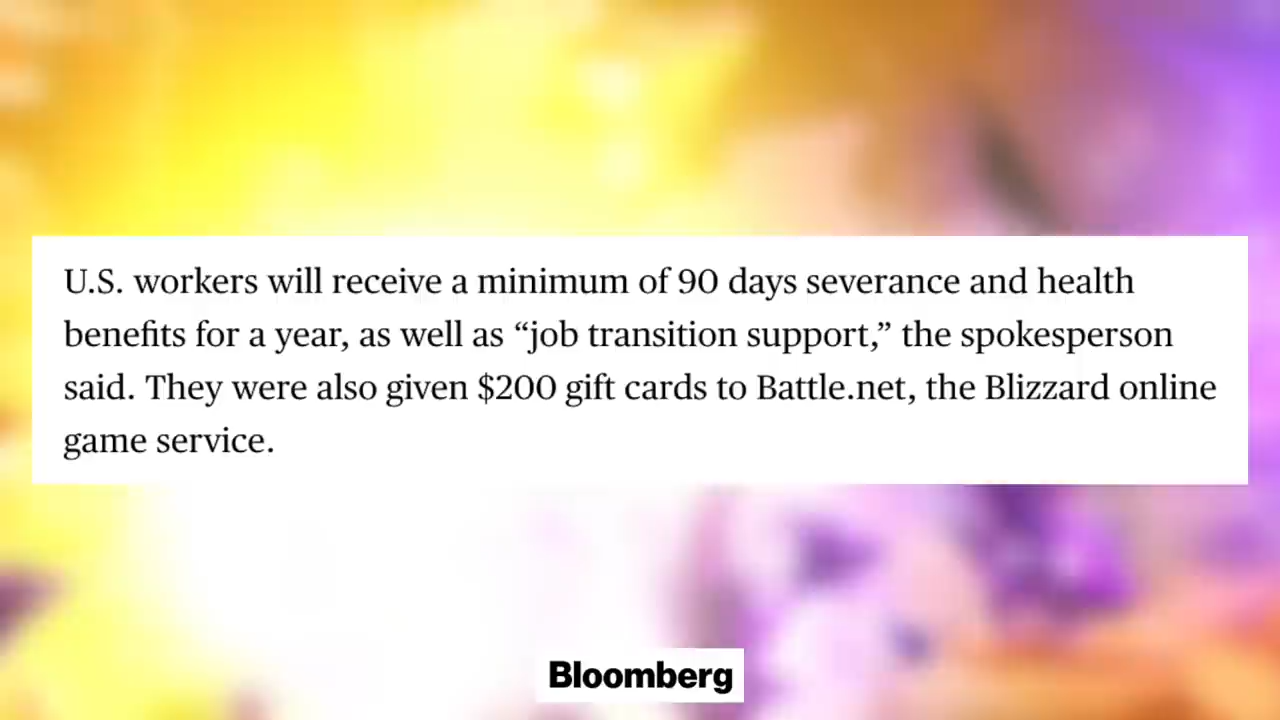 U.S. workers will receive a minimum of 90 days severance and health
benefits for a year, as well as “job transition support,” the spokesperson
said. They were also given $200 gift cards to Battle.net, the Blizzard online
game service.
Bloomberg